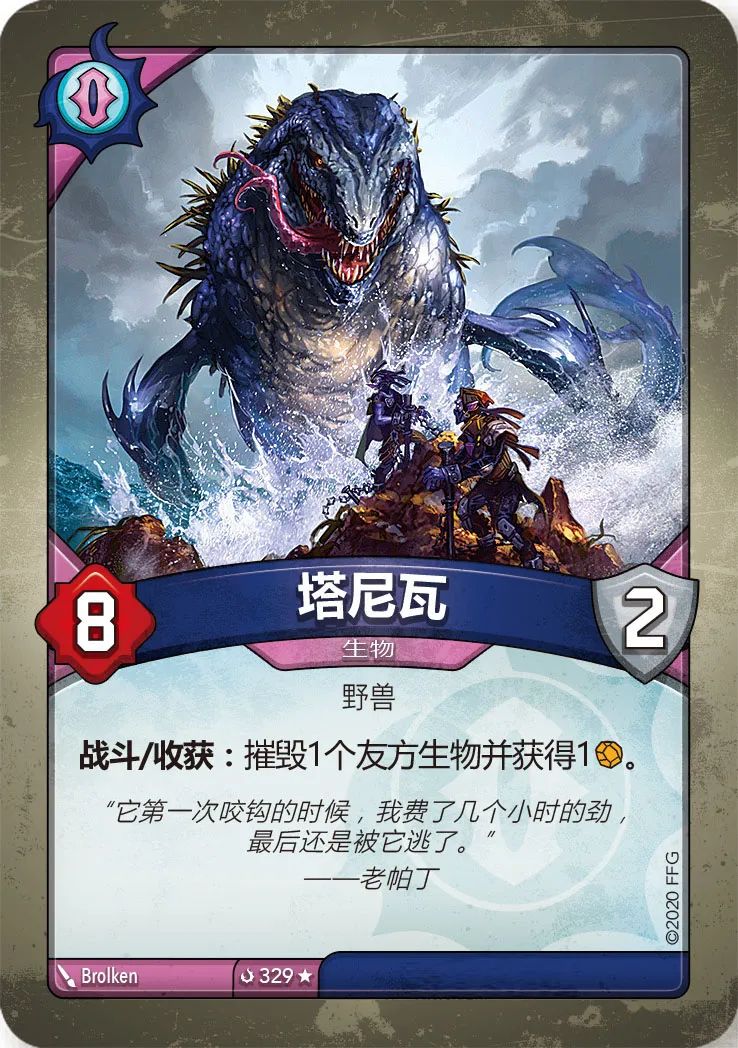 8
塔尼瓦
2
生物
野兽
战斗/收获：摧毁1个友方生物并获得1。
“它第一次咬钩的时候，我费了几个小时的劲，
最后还是被它逃了。”
——老帕丁
©2020 FFG
Brolken
329